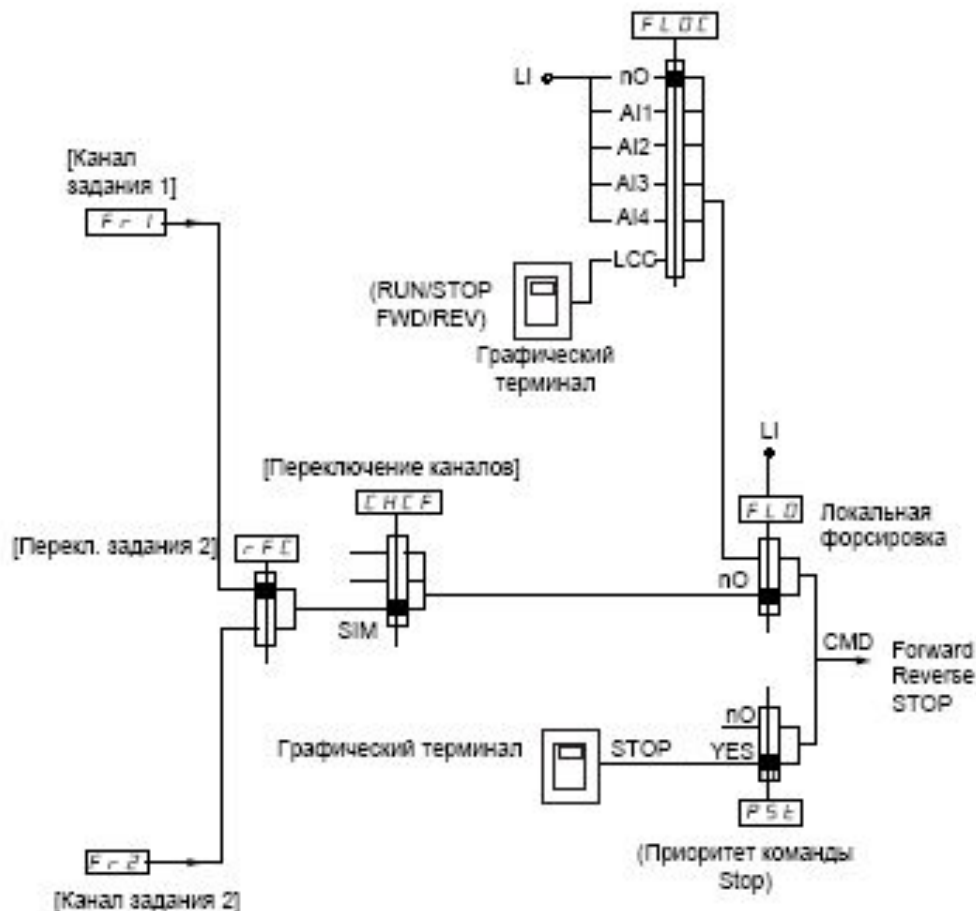 FLOC
LI
nO
AI1
AI2
AI3
AI4
LCC
[Канал
задания 1]
Fr1
(RUN/STOP
FWD/REV)
Графический
терминал
LI
[Переключение каналов]
CHCF
FLO
Локальная
форсировка
[Перекл. задания 2]
rFC
nO
SIM
CMD
Forward
Reverse
STOP
nO
Графический терминал
STOP
YES
PSt
(Приоритет команды
Stop)
Fr2
[Канал задания 2]